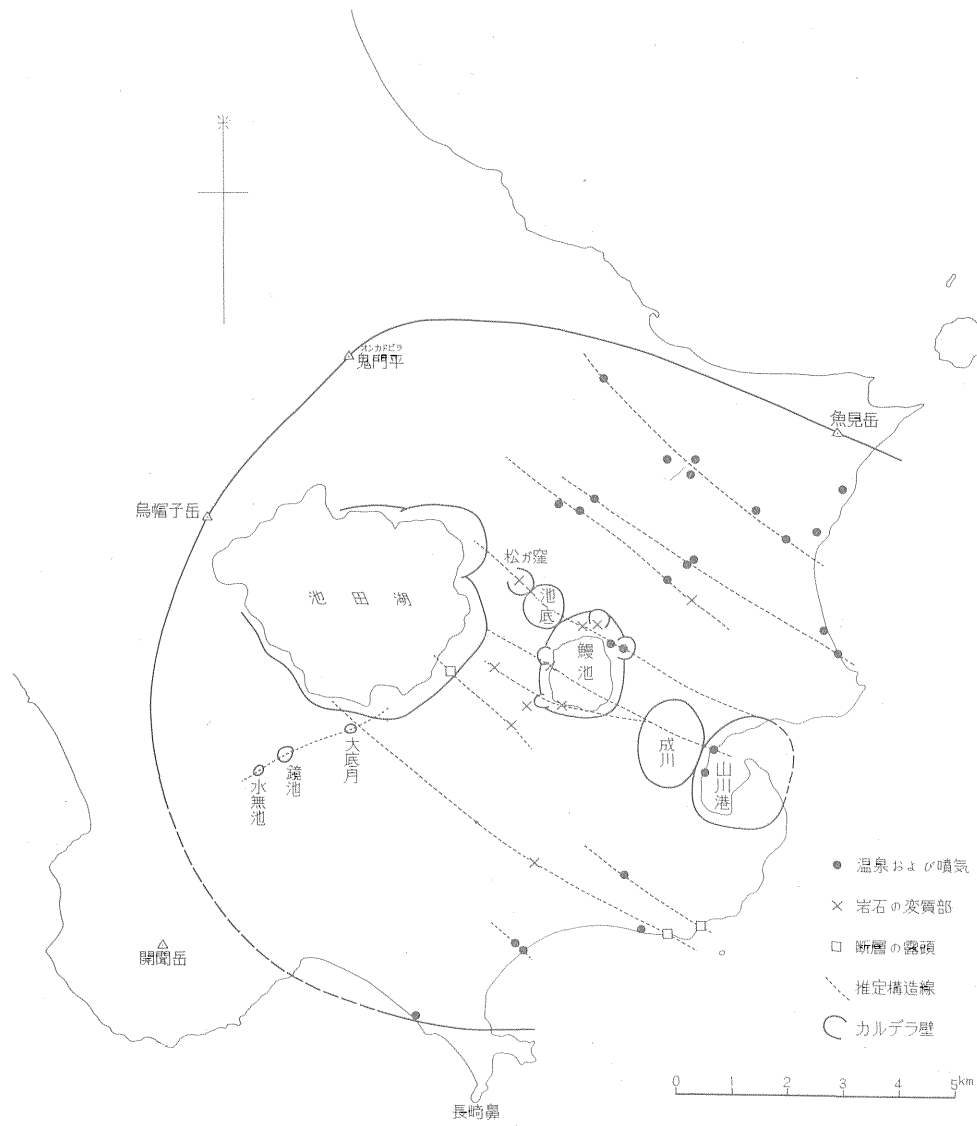 オンカドビラ
鬼門平
魚見岳
烏帽子岳
松ガ窪
池底
池田湖
鰻池
成川
山川港
大底月
鏡池
水無池
開聞岳
長崎鼻
温泉および噴気
岩石の変質部
断層の露頭
推定構造線
カルデラ壁
0 1 2 3 4 5km